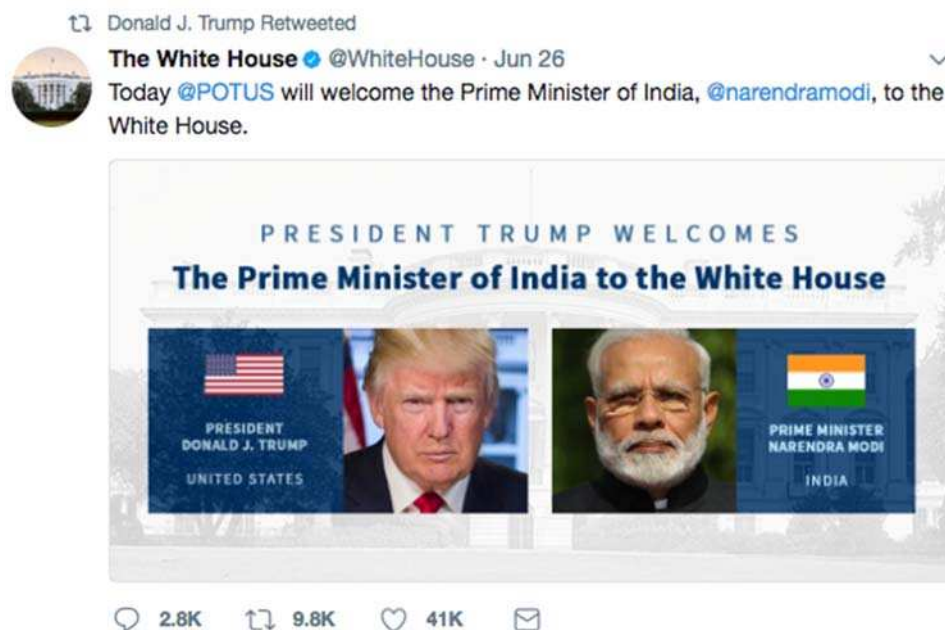 Donald J. Trump Retweeted
The White House @WhiteHouse · Jun 26
Today @POTUS will welcome the Prime Minister of India, @narendramodi, to the
White House.
PRESIDENT TRUMP WELCOMES
The Prime Minister of India to the White House
PRESIDENT
DONALD J. TRUMP
UNITED STATES
PRIME MINISTER
NARENDRA MODI
INDIA
2.8K 9.8K 41K